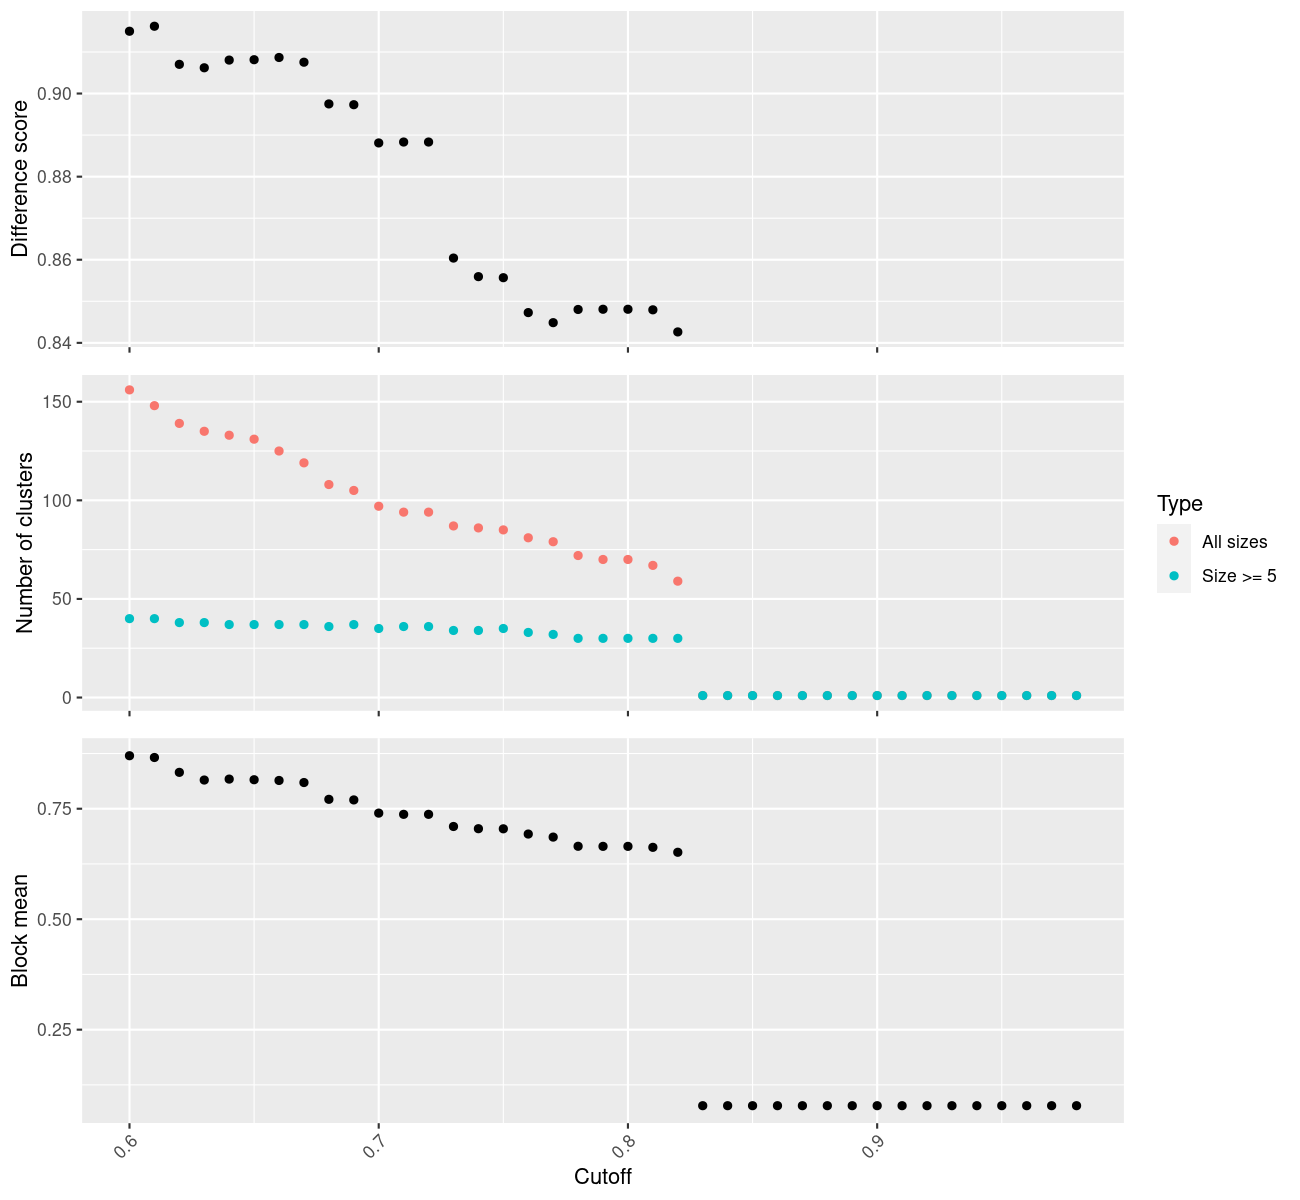 Difference score
0.90
0.88
0.86
0.84
Number of clusters
150
100
50
0
Type
All sizes
Size >= 5
Block mean
0.75
0.50
0.25
0.6
0.7
0.8
0.9
Cutoff